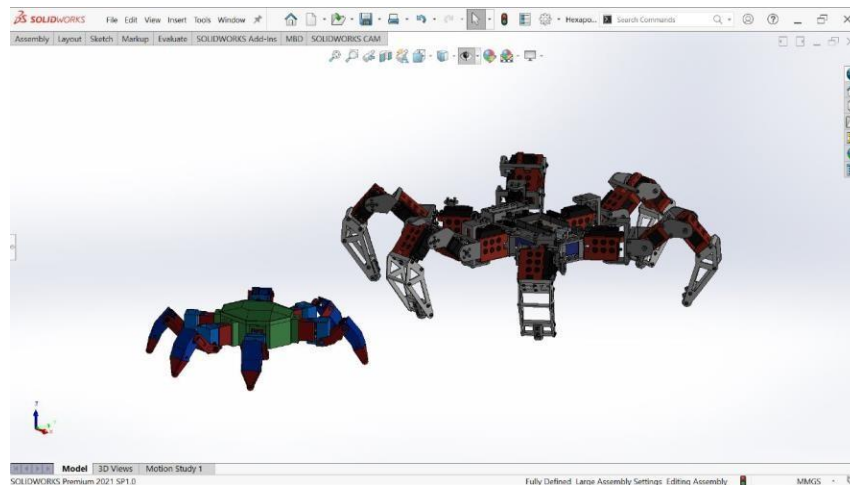 SOLIDWORKS File Edit View Insert Tools Window Hexapo... Search Commands
Assembly Layout Sketch Markup Evaluate SOLIDWORKS Add-Ins MBD SOLIDWORKS CAM
Model 3D Views Motion Study 1
SOLIDWORKS Premium 2021 SP1.0 Fully Defined Large Assembly Settings Editing Assembly MMGS